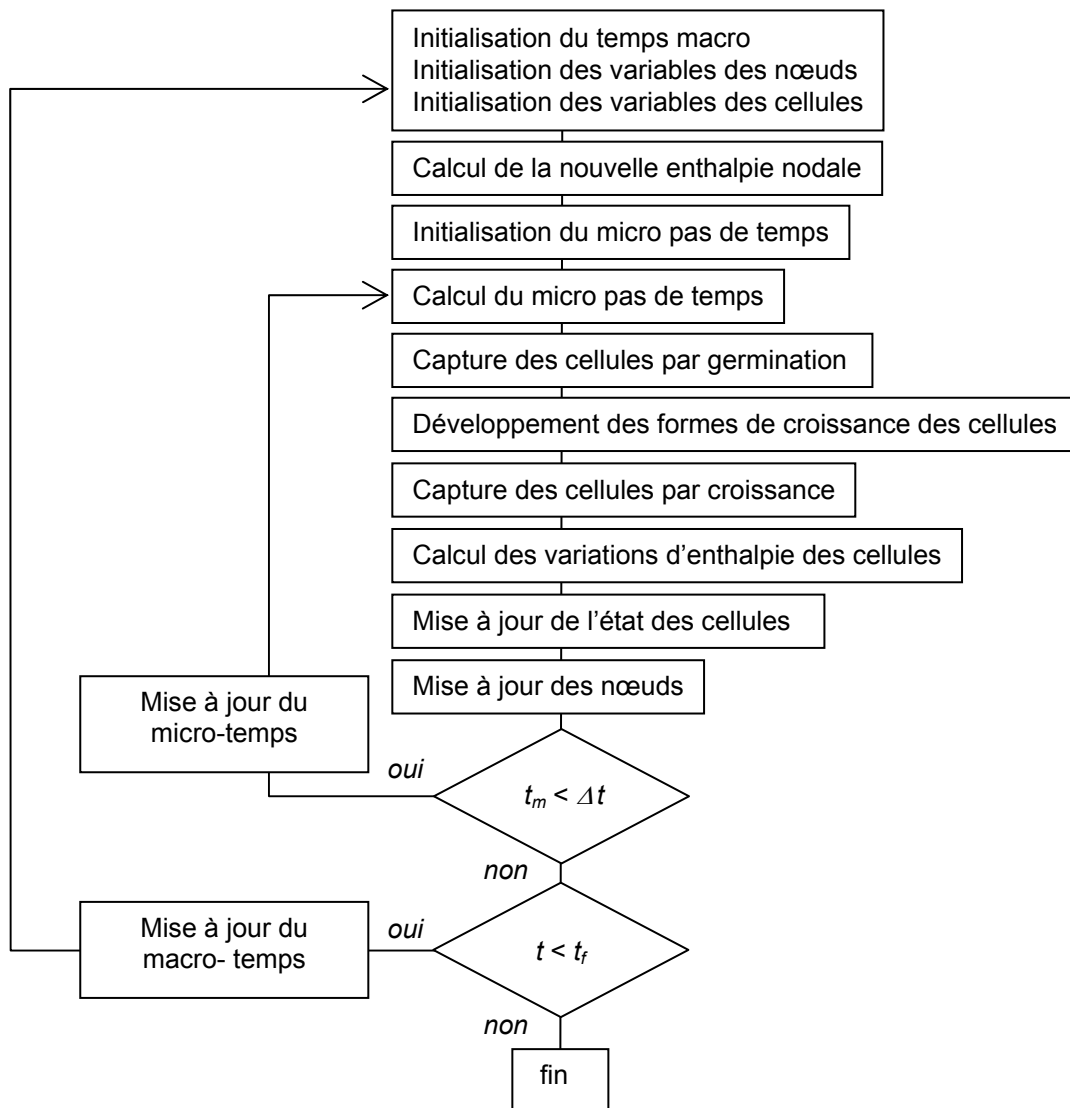 Initialisation du temps macro
Initialisation des variables des nœuds
Initialisation des variables des cellules
Calcul de la nouvelle enthalpie nodale
Initialisation du micro pas de temps
Calcul du micro pas de temps
Capture des cellules par germination
Développement des formes de croissance des cellules
Capture des cellules par croissance
Calcul des variations d’enthalpie des cellules
Mise à jour de l’état des cellules
Mise à jour des nœuds
Mise à jour du
micro-temps
oui
tm < Δt
non
Mise à jour du
macro- temps
oui
t < tf
non
fin